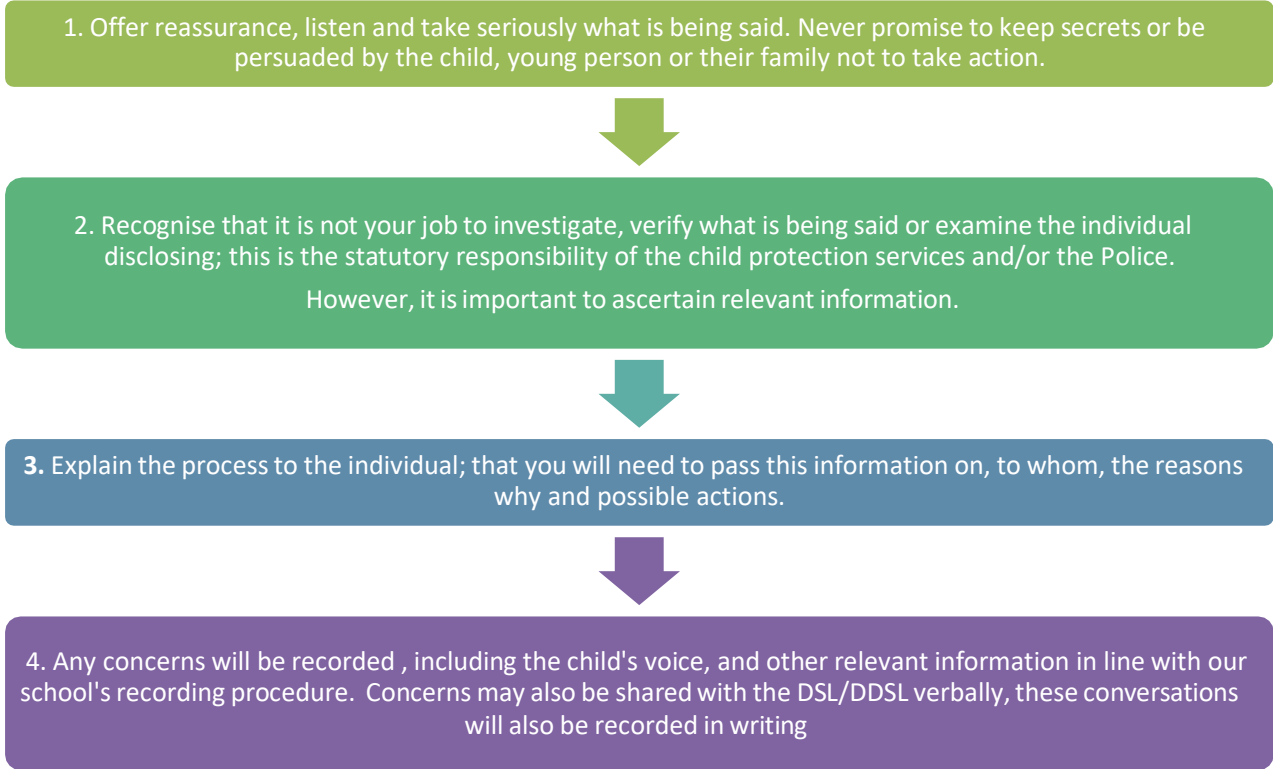 1. Offer reassurance, listen and take seriously what is being said. Never promise to keep secrets or be
persuaded by the child, young person or their family not to take action.
2. Recognise that it is not your job to investigate, verify what is being said or examine the individual
disclosing; this is the statutory responsibility of the child protection services and/or the Police.
However, it is important to ascertain relevant information.
3. Explain the process to the individual; that you will need to pass this information on, to whom, the reasons
why and possible actions.
4. Any concerns will be recorded , including the child's voice, and other relevant information in line with our
school's recording procedure.  Concerns may also be shared with the DSL/DDSL verbally, these conversations
will also be recorded in writing